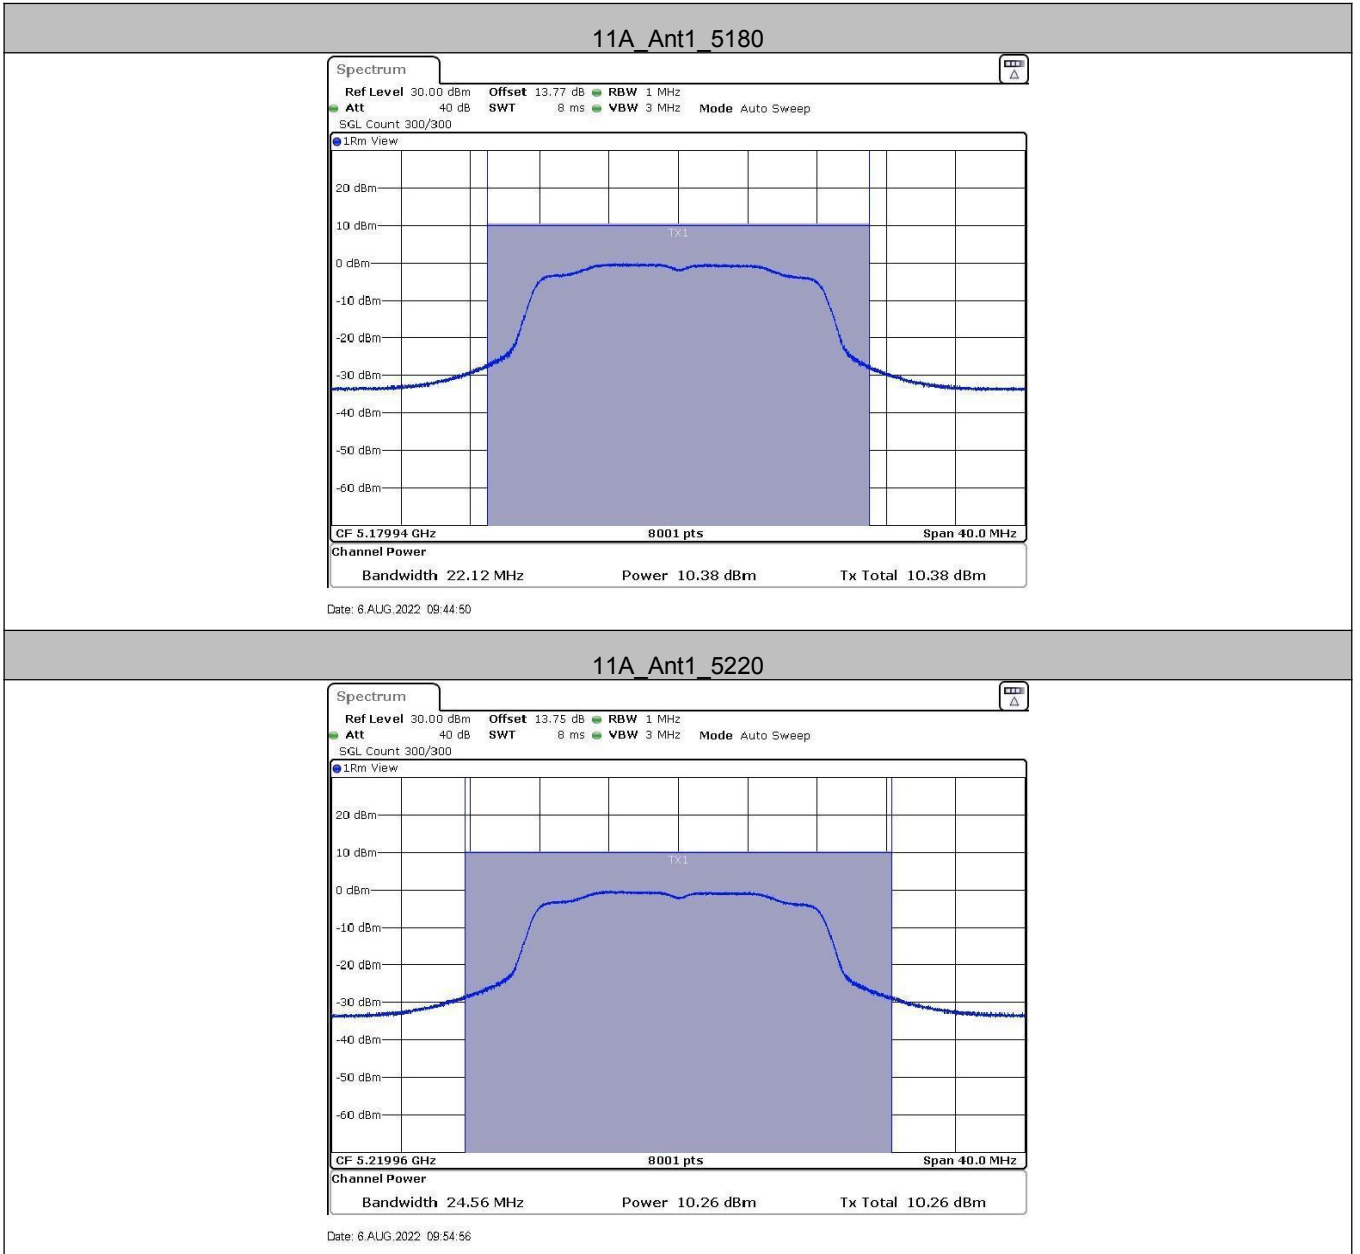 11A_Ant1_5180
Spectrum
Ref Level 30.00 dBm Offset 13.77 dB RBW 1 MHz
Att 40 dB SWT 8 ms VBW 3 MHz Mode Auto Sweep
SGL Count 300/300
1Rm View
20 dBm
10 dBm
TX1
0 dBm
-10 dBm
-20 dBm
-30 dBm
-40 dBm
-50 dBm
-60 dBm
CF 5.17994 GHz 8001 pts Span 40.0 MHz
Channel Power
Bandwidth 22.12 MHz Power 10.38 dBm Tx Total 10.38 dBm
Date: 6.AUG.2022 09:44:50
11A_Ant1_5220
Spectrum
Ref Level 30.00 dBm Offset 13.75 dB RBW 1 MHz
Att 40 dB SWT 8 ms VBW 3 MHz Mode Auto Sweep
SGL Count 300/300
1Rm View
20 dBm
10 dBm
TX1
0 dBm
-10 dBm
-20 dBm
-30 dBm
-40 dBm
-50 dBm
-60 dBm
CF 5.21996 GHz 8001 pts Span 40.0 MHz
Channel Power
Bandwidth 24.56 MHz Power 10.26 dBm Tx Total 10.26 dBm
Date: 6.AUG.2022 09:54:56